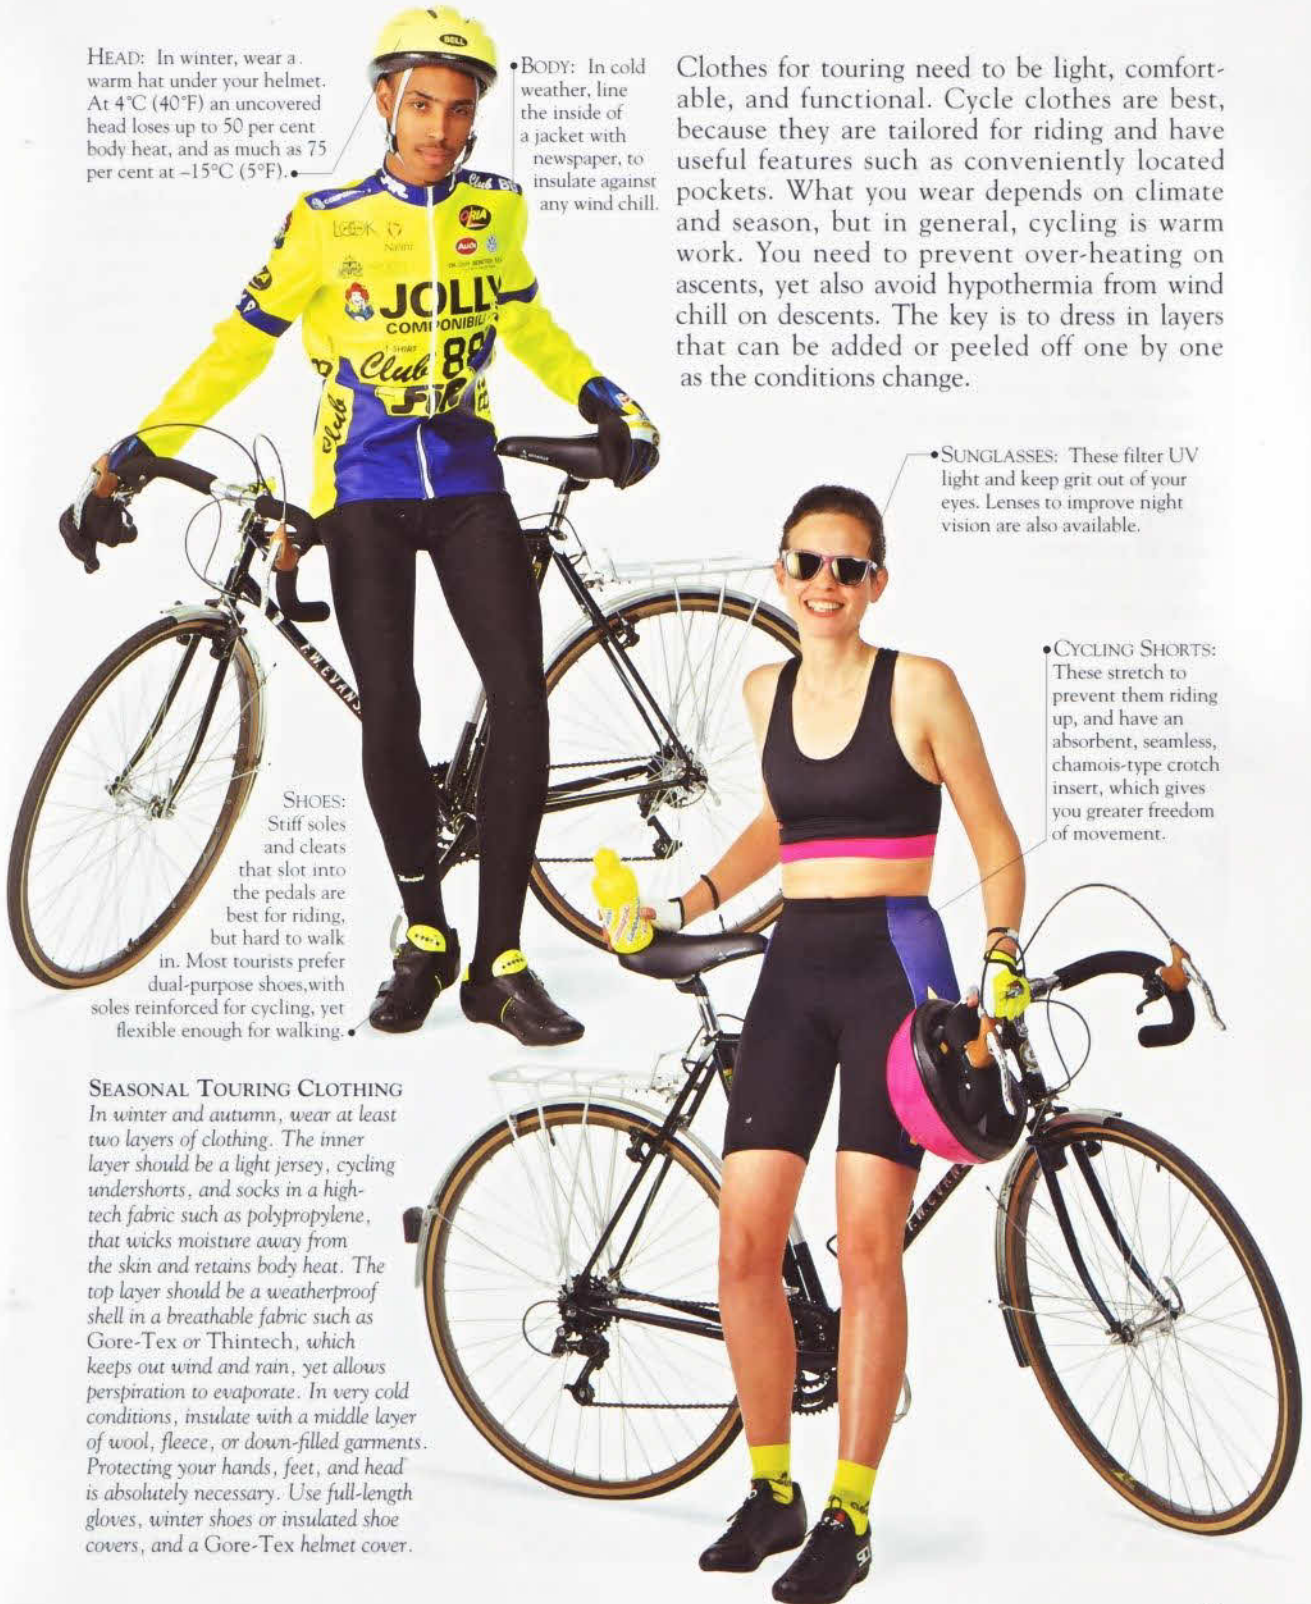 HEAD: In winter, wear a
warm hat under your helmet.
At 4°C (40°F) an uncovered
head loses up to 50 per cent
body heat, and as much as 75
per cent at –15°C (5°F).
BODY: In cold
weather, line
the inside of
a jacket with
newspaper, to
insulate against
any wind chill.
Clothes for touring need to be light, comfort-
able, and functional. Cycle clothes are best,
because they are tailored for riding and have
useful features such as conveniently located
pockets. What you wear depends on climate
and season, but in general, cycling is warm
work. You need to prevent over-heating on
ascents, yet also avoid hypothermia from wind
chill on descents. The key is to dress in layers
that can be added or peeled off one by one
as the conditions change.
BELL
LOOK
Audi
JOLLY
COMPONIBILI
Club 88
Club
F.W.EVANS
SUNGLASSES: These filter UV
light and keep grit out of your
eyes. Lenses to improve night
vision are also available.
CYCLING SHORTS:
These stretch to
prevent them riding
up, and have an
absorbent, seamless,
chamois-type crotch
insert, which gives
you greater freedom
of movement.
SHOES:
Stiff soles
and cleats
that slot into
the pedals are
best for riding,
but hard to walk
in. Most tourists prefer
dual-purpose shoes,with
soles reinforced for cycling, yet
flexible enough for walking.
SEASONAL TOURING CLOTHING
In winter and autumn, wear at least
two layers of clothing. The inner
layer should be a light jersey, cycling
undershorts, and socks in a high-
tech fabric such as polypropylene,
that wicks moisture away from
the skin and retains body heat. The
top layer should be a weatherproof
shell in a breathable fabric such as
Gore-Tex or Thintech, which
keeps out wind and rain, yet allows
perspiration to evaporate. In very cold
conditions, insulate with a middle layer
of wool, fleece, or down-filled garments.
Protecting your hands, feet, and head
is absolutely necessary. Use full-length
gloves, winter shoes or insulated shoe
covers, and a Gore-Tex helmet cover.
F.W.EVANS